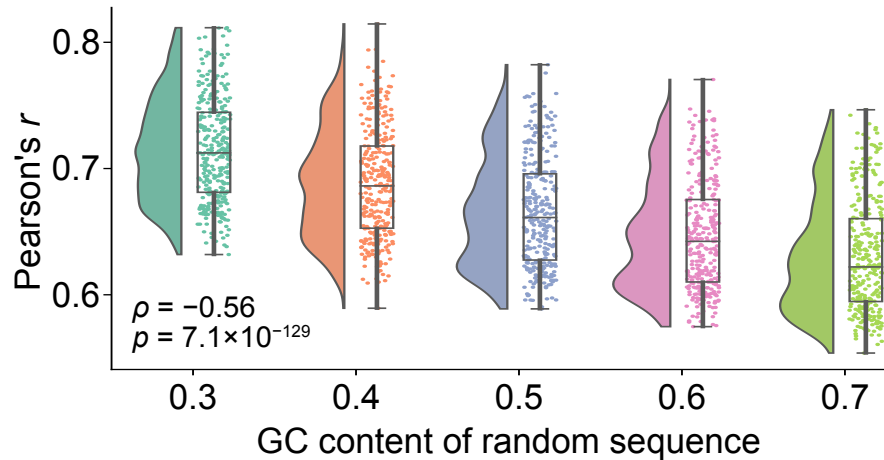 Pearson's r
0.8
0.7
0.6
ρ = −0.56
p = 7.1×10⁻¹²⁹
0.3 0.4 0.5 0.6 0.7
GC content of random sequence